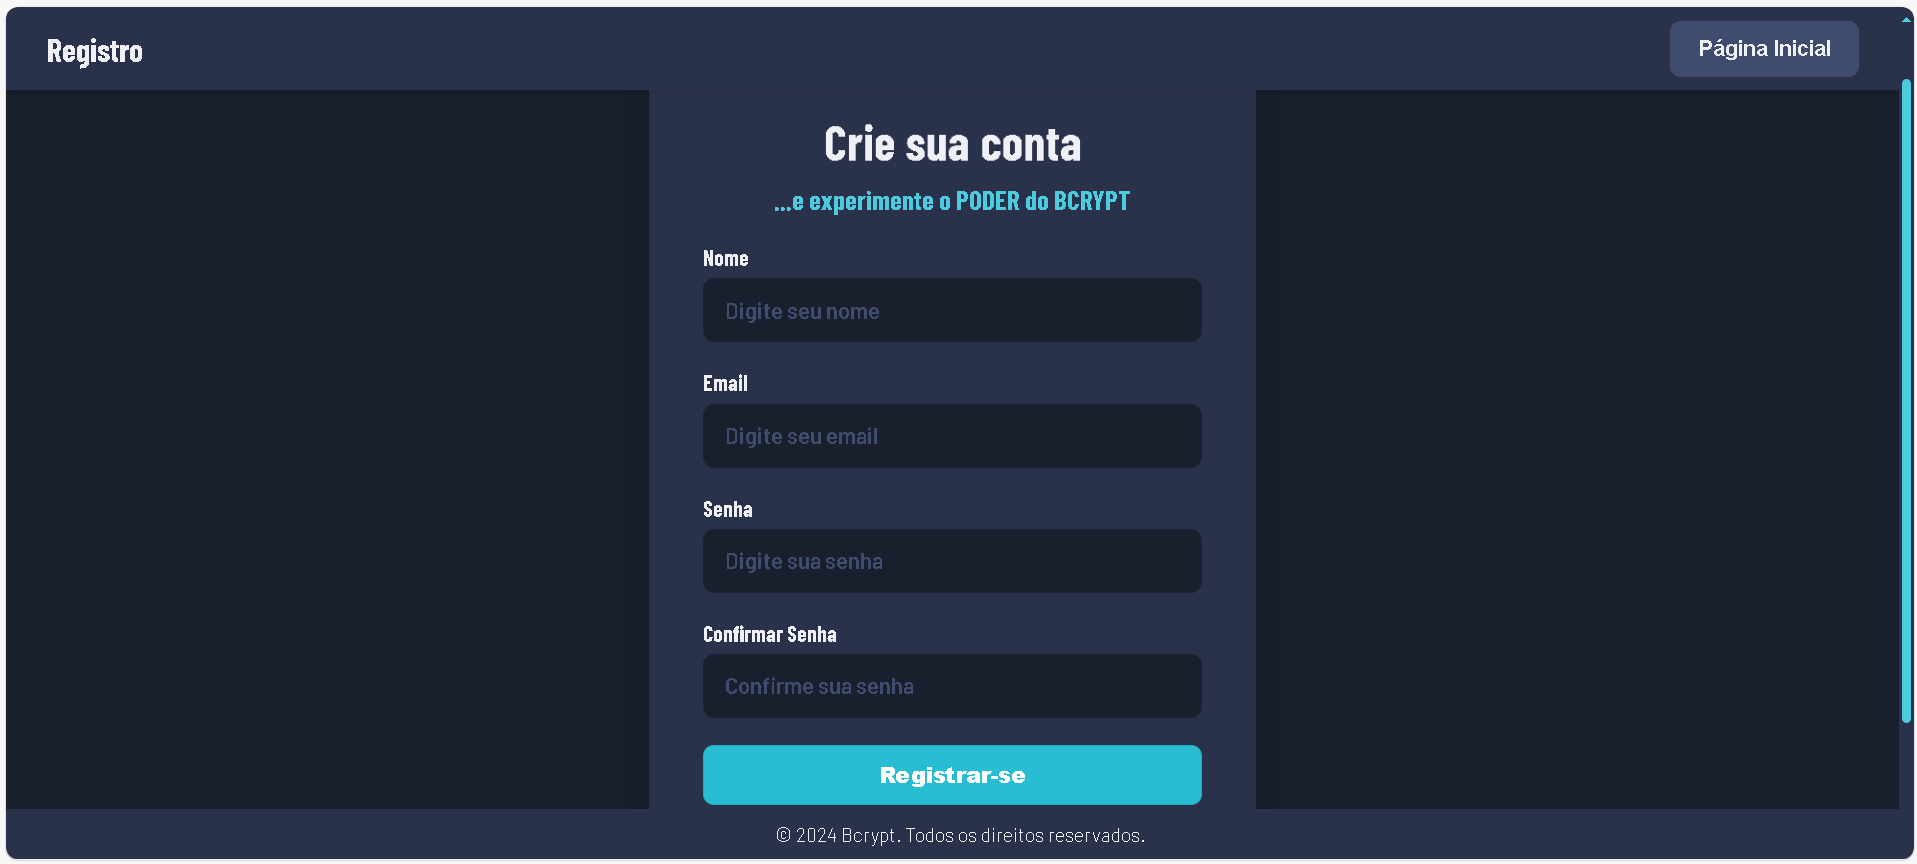 Registro
Página Inicial
Crie sua conta
...e experimente o PODER do BCRYPT
Nome
Digite seu nome
Email
Digite seu email
Senha
Digite sua senha
Confirmar Senha
Confirme sua senha
Registrar-se
© 2024 Bcrypt. Todos os direitos reservados.